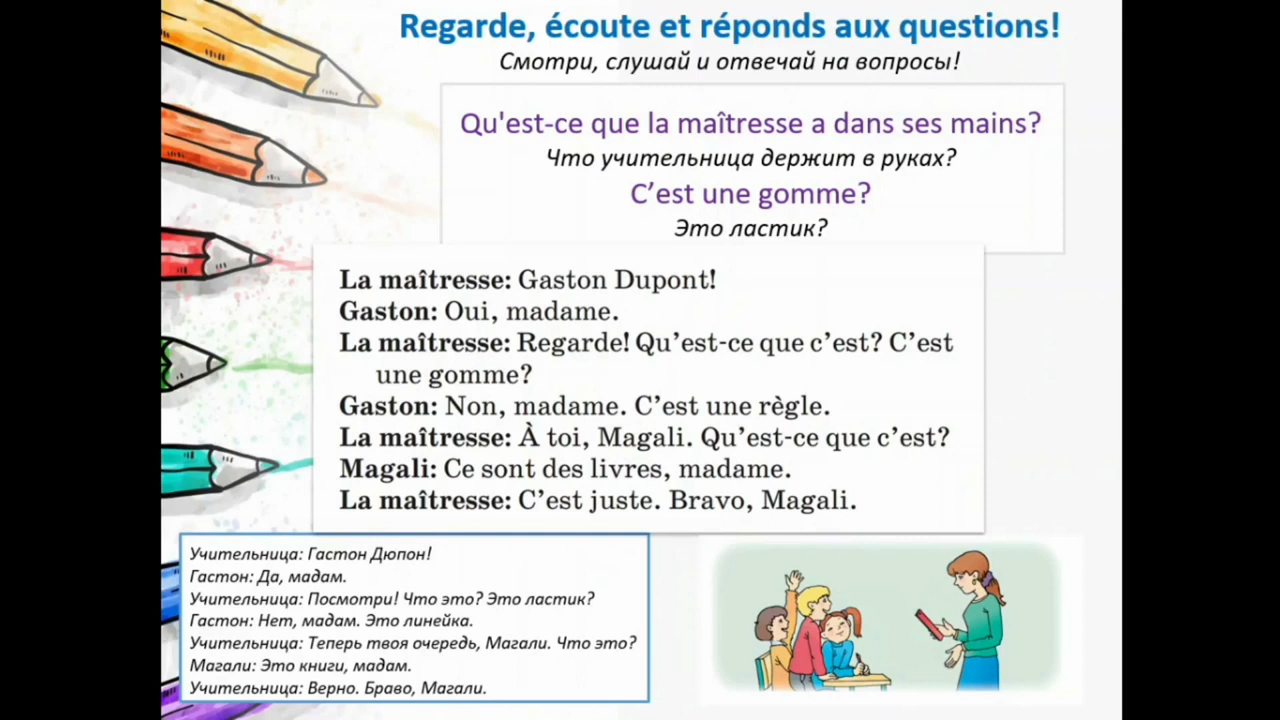 Regarde, écoute et réponds aux questions!
Смотри, слушай и отвечай на вопросы!
Qu'est-ce que la maîtresse a dans ses mains?
Что учительница держит в руках?
C’est une gomme?
Это ластик?
La maîtresse: Gaston Dupont!
Gaston: Oui, madame.
La maîtresse: Regarde! Qu’est-ce que c’est? C’est
une gomme?
Gaston: Non, madame. C’est une règle.
La maîtresse: À toi, Magali. Qu’est-ce que c’est?
Magali: Ce sont des livres, madame.
La maîtresse: C’est juste. Bravo, Magali.
Учительница: Гастон Дюпон!
Гастон: Да, мадам.
Учительница: Посмотри! Что это? Это ластик?
Гастон: Нет, мадам. Это линейка.
Учительница: Теперь твоя очередь, Магали. Что это?
Магали: Это книги, мадам.
Учительница: Верно. Браво, Магали.